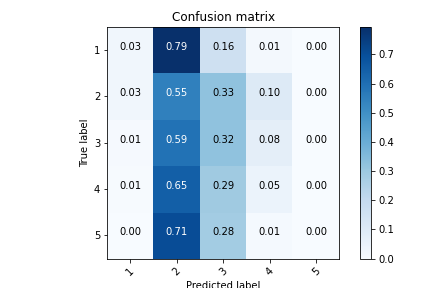 Confusion matrix
1 0.03 0.79 0.16 0.01 0.00
2 0.03 0.55 0.33 0.10 0.00
3 0.01 0.59 0.32 0.08 0.00
4 0.01 0.65 0.29 0.05 0.00
5 0.00 0.71 0.28 0.01 0.00
True label
1 2 3 4 5
Predicted label
0.7
0.6
0.5
0.4
0.3
0.2
0.1
0.0